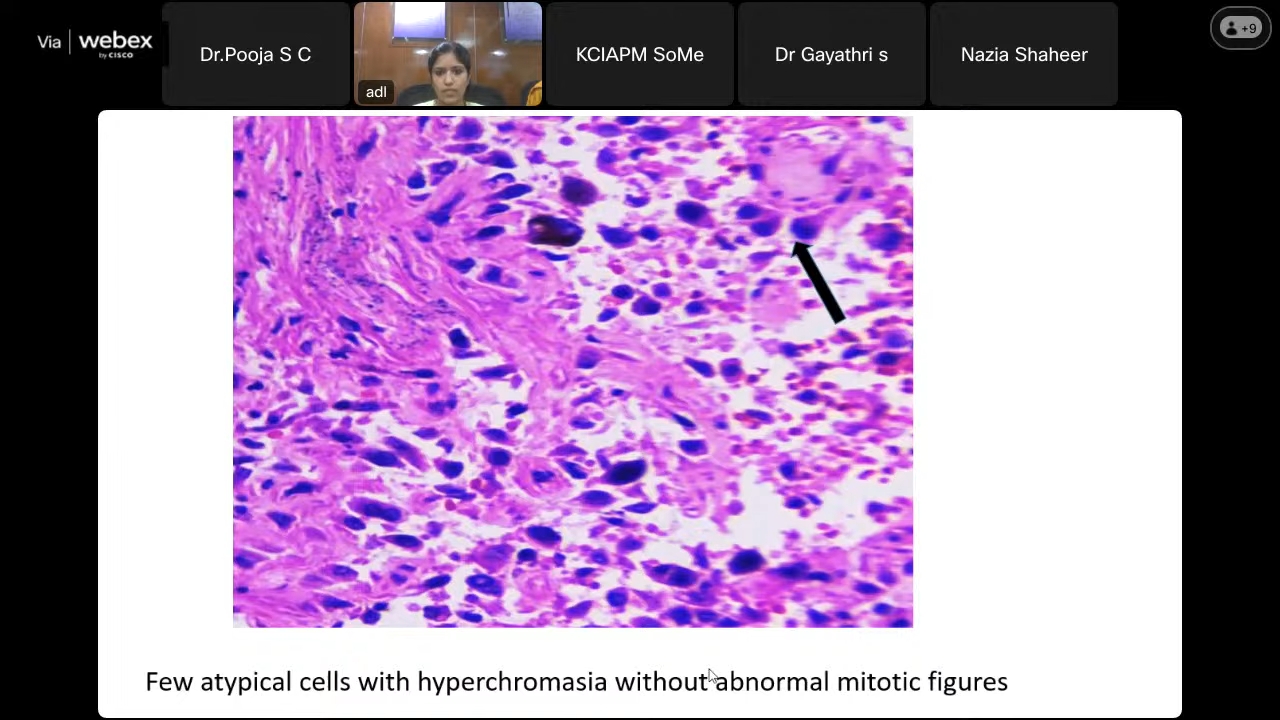 Via webex
by CISCO
Dr.Pooja S C
adl
KCIAPM SoMe
Dr Gayathri s
Nazia Shaheer
+9
Few atypical cells with hyperchromasia without abnormal mitotic figures